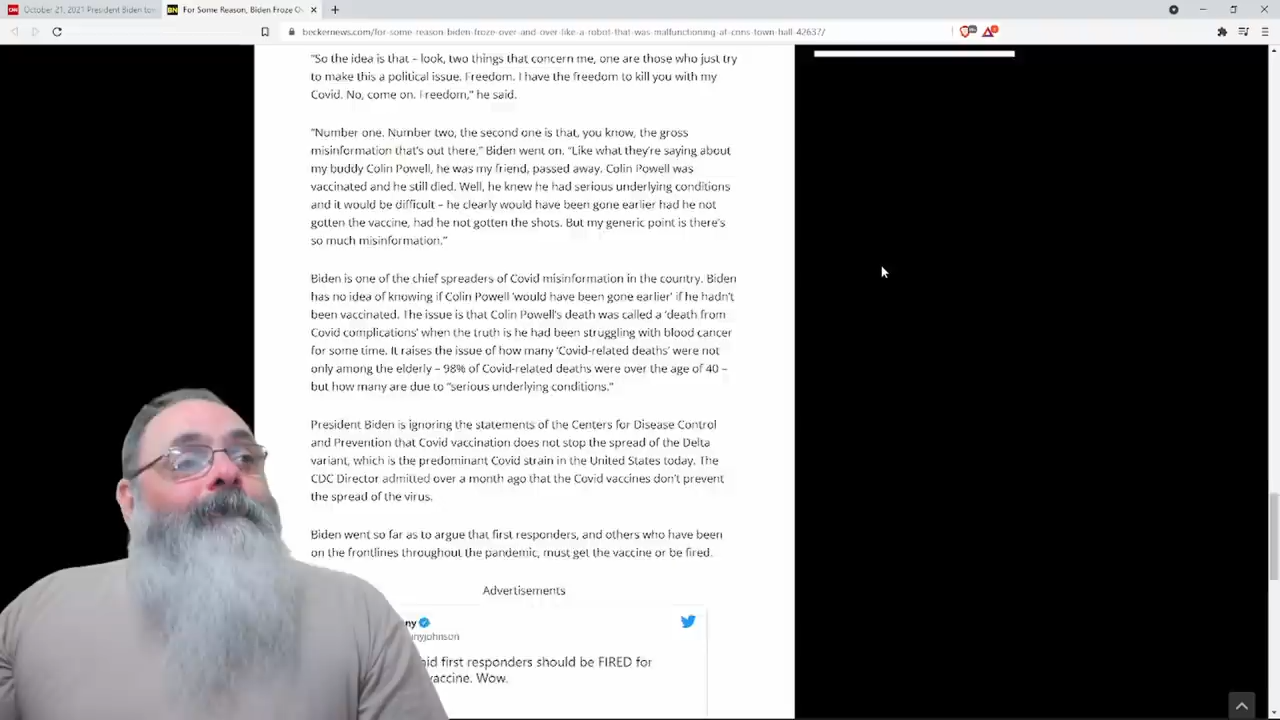 October 21, 2021 President Biden tow
For Some Reason, Biden Froze Ov
beckernews.com/for-some-reason-biden-froze-over-and-over-like-a-robot-that-was-malfunctioning-at-cnns-town-hall-42637/
"So the idea is that – look, two things that concern me, one are those who just try
to make this a political issue. Freedom. I have the freedom to kill you with my
Covid. No, come on. Freedom," he said.
"Number one. Number two, the second one is that, you know, the gross
misinformation that's out there," Biden went on. "Like what they're saying about
my buddy Colin Powell, he was my friend, passed away. Colin Powell was
vaccinated and he still died. Well, he knew he had serious underlying conditions
and it would be difficult – he clearly would have been gone earlier had he not
gotten the vaccine, had he not gotten the shots. But my generic point is there's
so much misinformation."
Biden is one of the chief spreaders of Covid misinformation in the country. Biden
has no idea of knowing if Colin Powell 'would have been gone earlier' if he hadn't
been vaccinated. The issue is that Colin Powell's death was called a 'death from
Covid complications' when the truth is he had been struggling with blood cancer
for some time. It raises the issue of how many 'Covid-related deaths' were not
only among the elderly – 98% of Covid-related deaths were over the age of 40 –
but how many are due to "serious underlying conditions."
President Biden is ignoring the statements of the Centers for Disease Control
and Prevention that Covid vaccination does not stop the spread of the Delta
variant, which is the predominant Covid strain in the United States today. The
CDC Director admitted over a month ago that the Covid vaccines don't prevent
the spread of the virus.
Biden went so far as to argue that first responders, and others who have been
on the frontlines throughout the pandemic, must get the vaccine or be fired.
Advertisements
ny
nyjohnson
aid first responders should be FIRED for
vaccine. Wow.